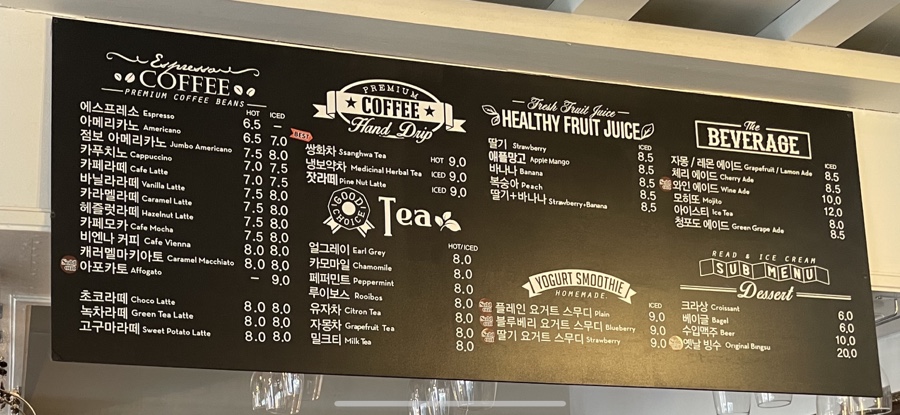 Espresso
COFFEE
PREMIUM COFFEE BEANS
HOT ICED
에스프레소 Espresso 6.5 –
아메리카노 Americano 6.5 7.0
점보 아메리카노 Jumbo Americano 7.5 8.0
카푸치노 Cappuccino 7.0 7.5
카페라떼 Cafe Latte 7.0 7.5
바닐라라떼 Vanilla Latte 7.5 8.0
카라멜라떼 Caramel Latte 7.5 8.0
헤즐럿라떼 Hazelnut Latte 7.5 8.0
카페모카 Cafe Mocha 7.5 8.0
비엔나 커피 Cafe Vienna 7.5 8.0
캐러멜마키아토 Caramel Macchiato 8.0 8.0
아포카토 Affogato – 9.0
초코라떼 Choco Latte 8.0 8.0
녹차라떼 Green Tea Latte 8.0 8.0
고구마라떼 Sweet Potato Latte 8.0 8.0
PREMIUM
COFFEE
Hand Drip
BEST
쌍화차 Ssanghwa Tea HOT 9.0
냉보약차 Medicinal Herbal Tea ICED 9.0
잣라떼 Pine Nut Latte ICED 9.0
GOOD CHOICE
Tea
HOT/ICED
얼그레이 Earl Grey 8.0
카모마일 Chamomile 8.0
페퍼민트 Peppermint 8.0
루이보스 Rooibos 8.0
유자차 Citron Tea 8.0
자몽차 Grapefruit Tea 8.0
밀크티 Milk Tea 8.0
Fresh Fruit Juice
HEALTHY FRUIT JUICE
ICED
딸기 Strawberry 8.5
애플망고 Apple Mango 8.5
바나나 Banana 8.5
복숭아 Peach 8.5
딸기+바나나 Strawberry+Banana 8.5
YOGURT SMOOTHIE
HOMEMADE.
ICED
플레인 요거트 스무디 Plain 9.0
블루베리 요거트 스무디 Blueberry 9.0
딸기 요거트 스무디 Strawberry 9.0
The
BEVERAGE
ICED
자몽 / 레몬 에이드 Grapefruit / Lamon Ade 8.5
체리 에이드 Cherry Ade 8.5
와인 에이드 Wine Ade 10.0
모히또 Mojito 12.0
아이스티 Ice Tea 8.0
청포도 에이드 Green Grape Ade 8.5
READ & ICE CREAM
SUB MENU
Dessert
크라상 Croissant 6.0
베이글 Bagel 6.0
수입맥주 Beer 10.0
옛날 빙수 Original Bingsu 20.0